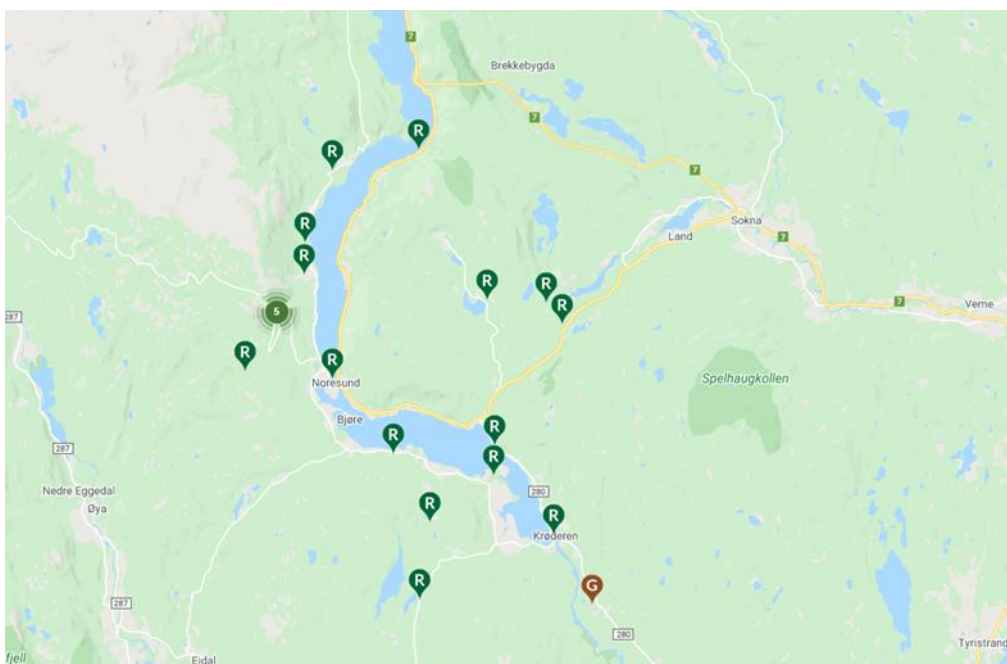 7
Brekkebygda
7
R
R
7
Sokna
R
Land
7
R
R
R
R
7
Veme
5
287
R
R
Noresund
Spelhaugkollen
Bjøre
R
R
287
R
Nedre Eggedal
280
Øya
R
R
Krøderen
R
G
287
280
Tyristrand
fjell
Eidal